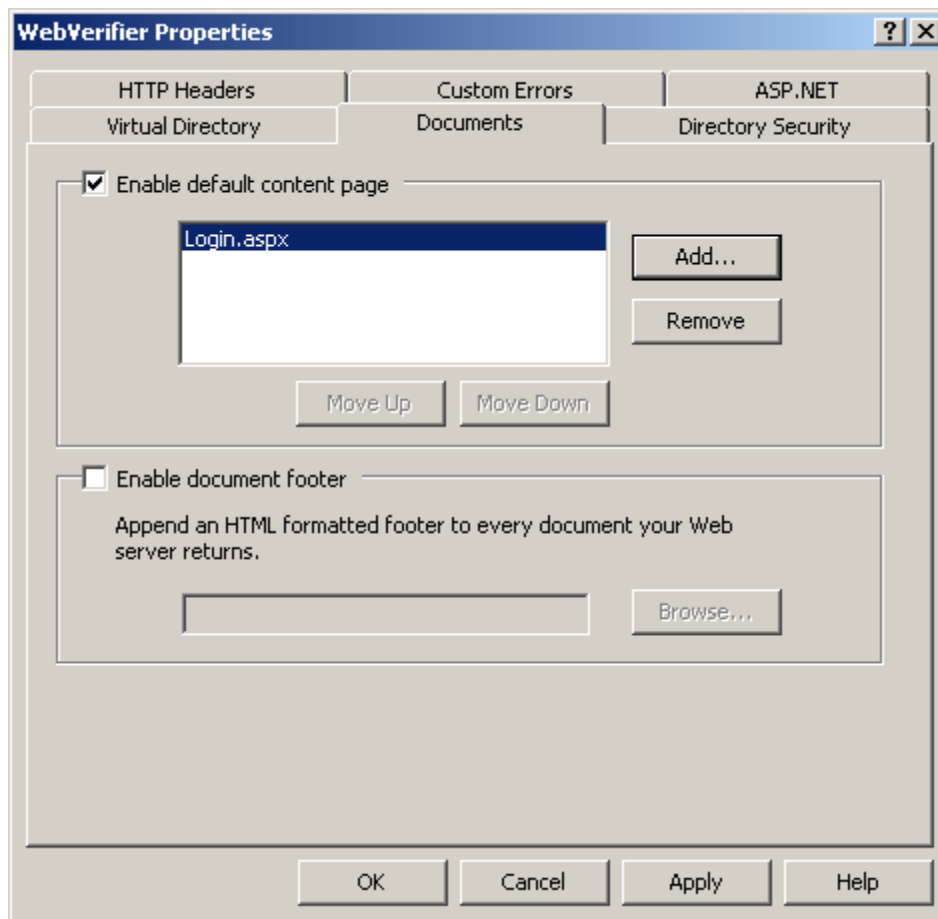 WebVerifier Properties
HTTP Headers Custom Errors ASP.NET
Virtual Directory Documents Directory Security
Enable default content page
Login.aspx
Add...
Remove
Move Up Move Down
Enable document footer
Append an HTML formatted footer to every document your Web
server returns.
Browse...
OK Cancel Apply Help